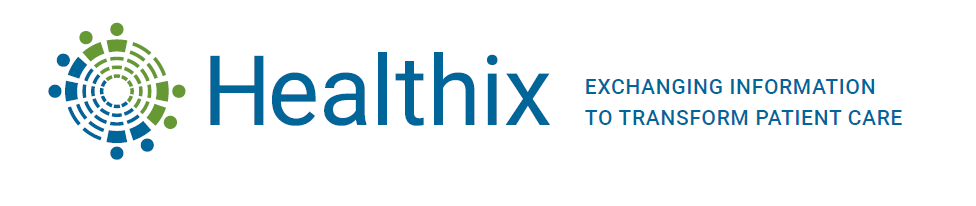 Healthix
EXCHANGING INFORMATION
TO TRANSFORM PATIENT CARE